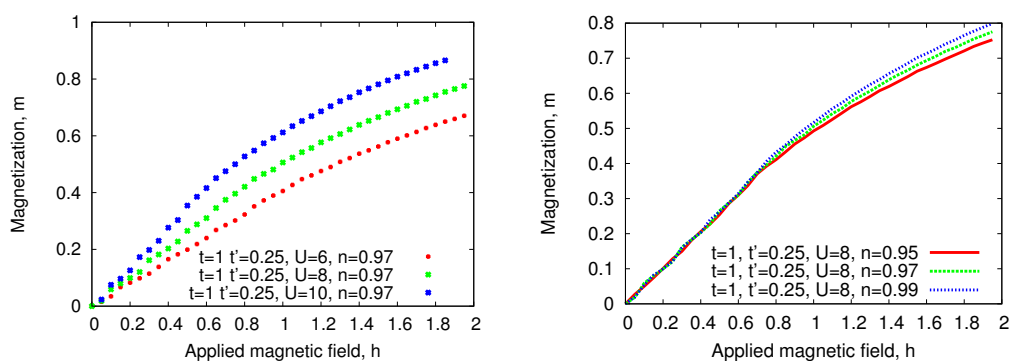 1
0.8
0.6
0.4
0.2
0
0 0.2 0.4 0.6 0.8 1 1.2 1.4 1.6 1.8 2
Magnetization, m
Applied magnetic field, h
t=1 t'=0.25, U=6, n=0.97
t=1 t'=0.25, U=8, n=0.97
t=1 t'=0.25, U=10, n=0.97
0.8
0.7
0.6
0.5
0.4
0.3
0.2
0.1
0
0.0 0.2 0.4 0.6 0.8 1 1.2 1.4 1.6 1.8 2
Magnetization, m
Applied magnetic field, h
t=1, t'=0.25, U=8, n=0.95
t=1, t'=0.25, U=8, n=0.97
t=1, t'=0.25, U=8, n=0.99